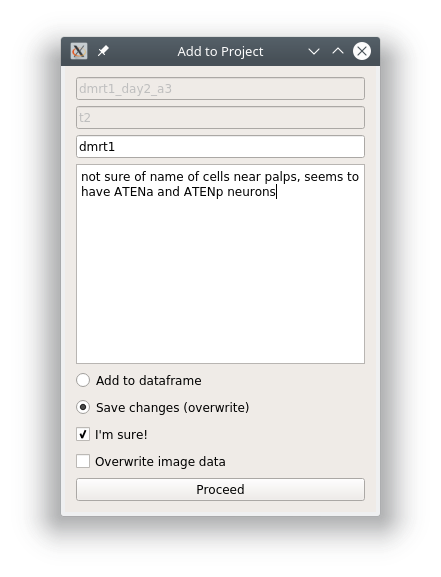 Add to Project
dmrt1_day2_a3
t2
dmrt1
not sure of name of cells near palps, seems to
have ATENa and ATENp neurons
Add to dataframe
Save changes (overwrite)
I'm sure!
Overwrite image data
Proceed